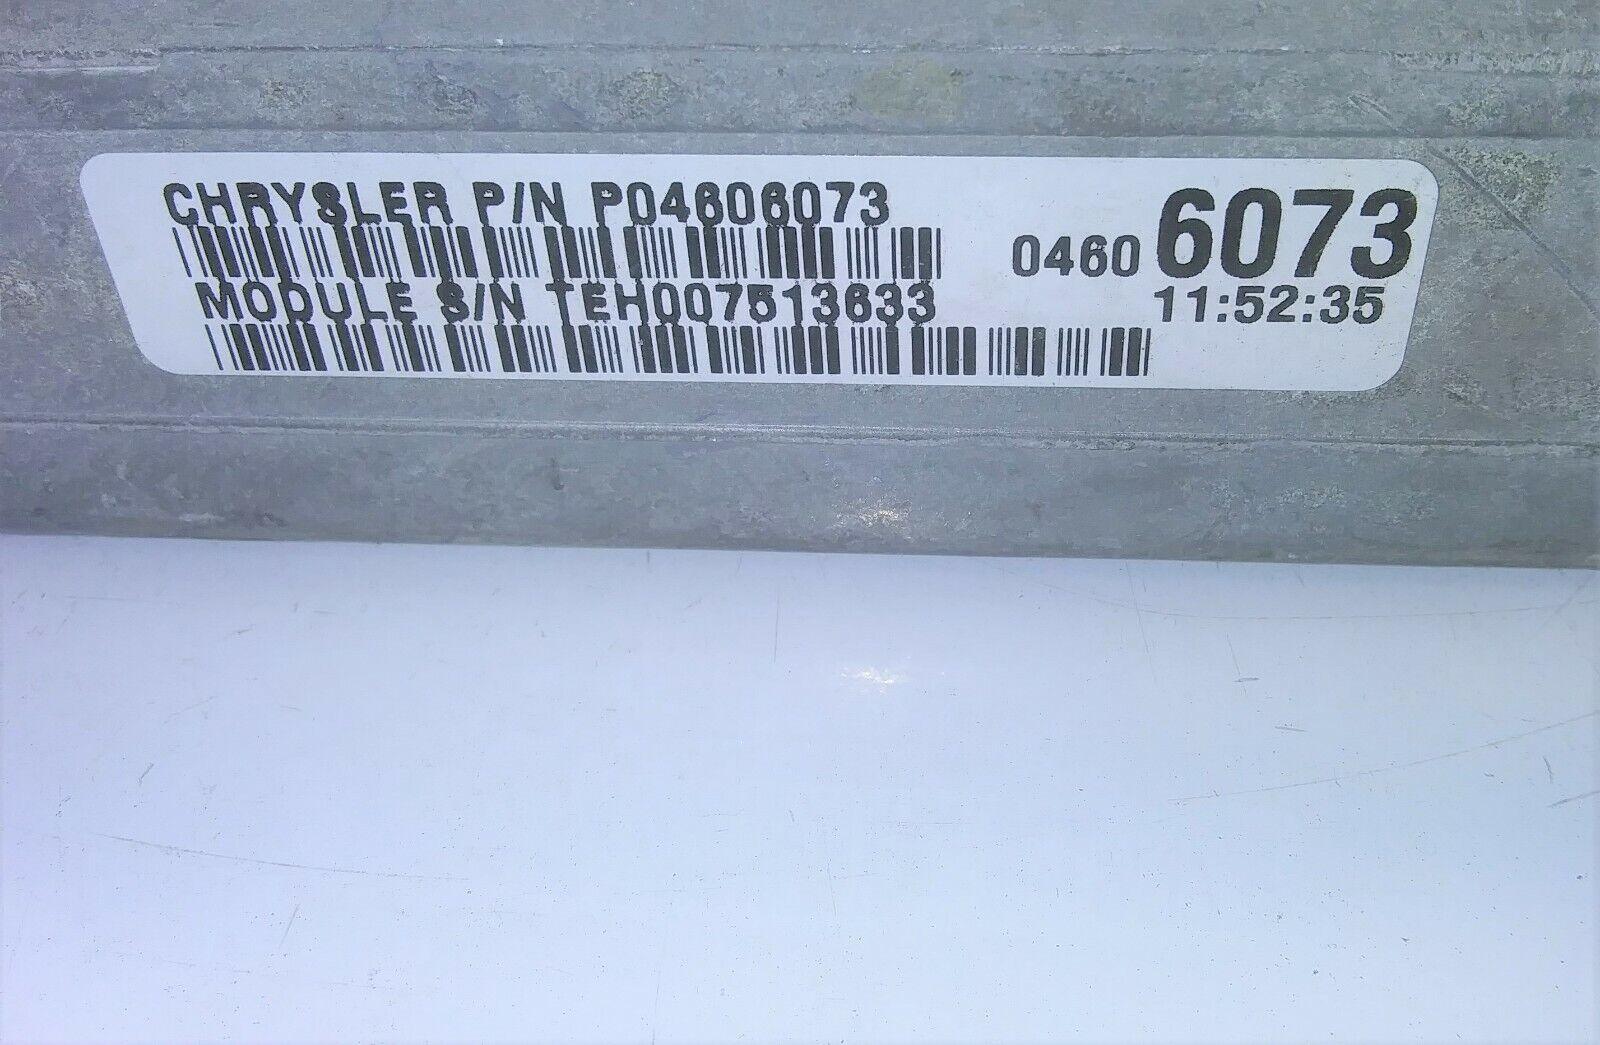 CHRYSLER P/N P04606073
MODULE S/N TEH007513633
0460 6073
11:52:35